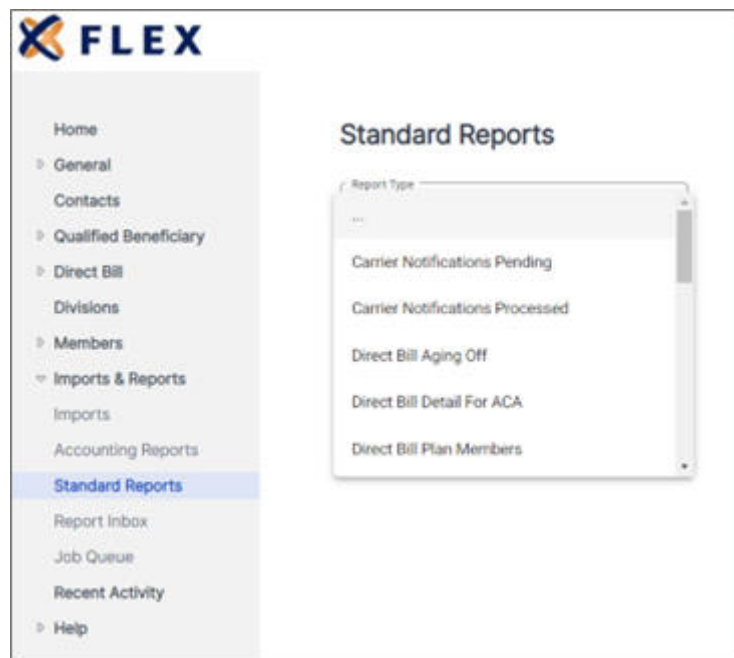 FLEX
Home
General
Contacts
Qualified Beneficiary
Direct Bill
Divisions
Members
Imports & Reports
Imports
Accounting Reports
Standard Reports
Report Inbox
Job Queue
Recent Activity
Help
Standard Reports
Report Type
...
Carrier Notifications Pending
Carrier Notifications Processed
Direct Bill Aging Off
Direct Bill Detail For ACA
Direct Bill Plan Members